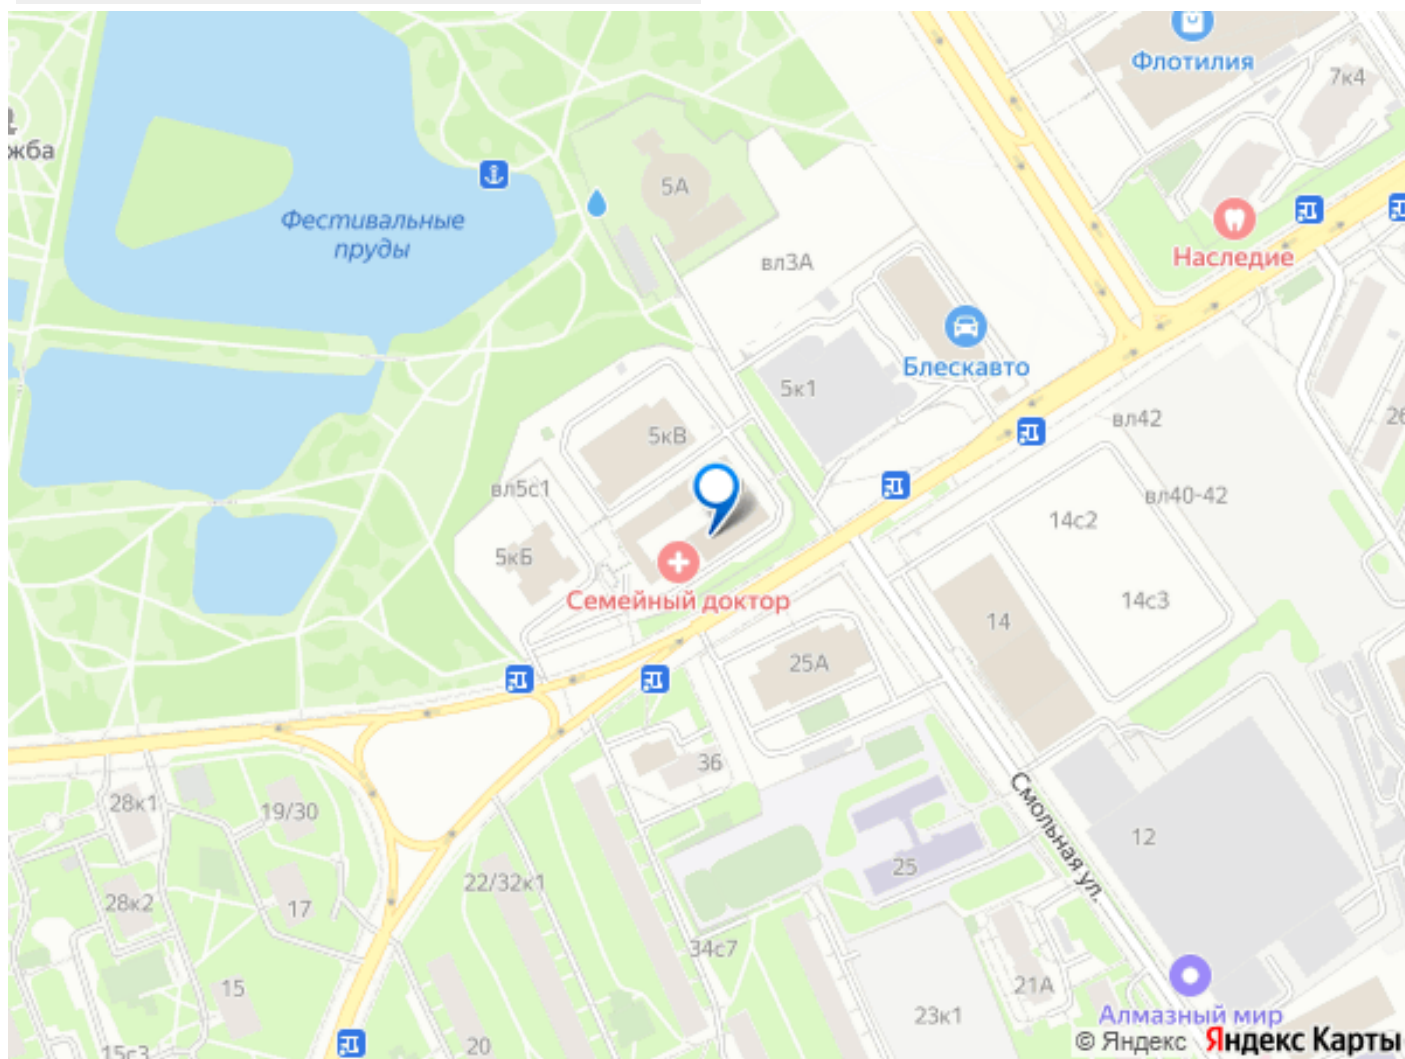 Флотилия
7к4
жба
5А
Фестивальные
пруды
вл3А
Наследие
Блескавто
5к1
вл42
26
5кВ
вл5с1
вл40-42
14с2
5кБ
Семейный доктор
14с3
14
25А
36
28к1
19/30
Смольная ул.
12
25
22/32к1
28к2
17
34с7
15
21А
23к1
Алмазный мир
20
15с3
© Яндекс Яндекс Карты